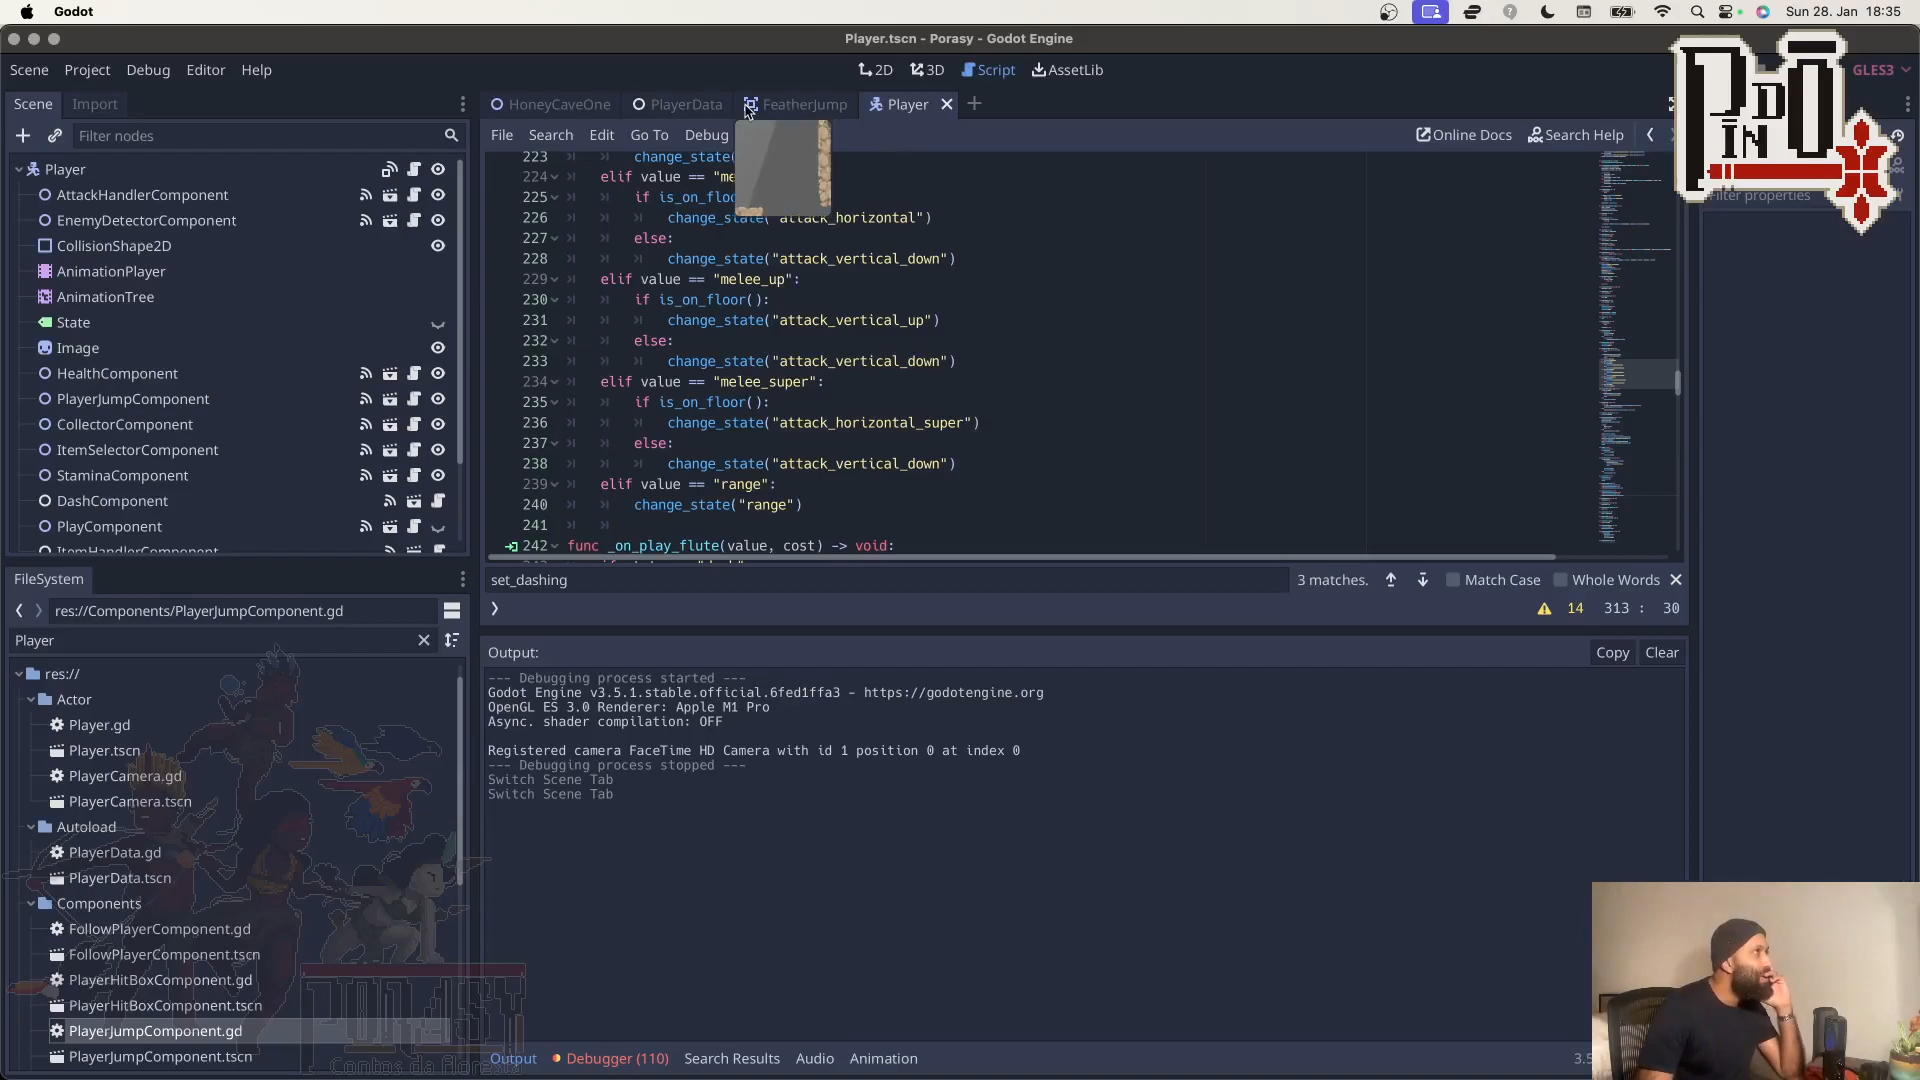 Godot
Sun 28. Jan 18:35
Player.tscn - Porasy - Godot Engine
Scene Project Debug Editor Help
2D 3D Script AssetLib
GLES3
PINDO
Scene Import
HoneyCaveOne PlayerData FeatherJump Player
Filter nodes
File Search Edit Go To Debug
Online Docs Search Help
Filter properties
Player
AttackHandlerComponent
EnemyDetectorComponent
CollisionShape2D
AnimationPlayer
AnimationTree
State
Image
HealthComponent
PlayerJumpComponent
CollectorComponent
ItemSelectorComponent
StaminaComponent
DashComponent
PlayComponent
ItemHandlerComponent
223 change_state(
224 elif value == "me
225 if is_on_floo
226 change_state("attack_horizontal")
227 else:
228 change_state("attack_vertical_down")
229 elif value == "melee_up":
230 if is_on_floor():
231 change_state("attack_vertical_up")
232 else:
233 change_state("attack_vertical_down")
234 elif value == "melee_super":
235 if is_on_floor():
236 change_state("attack_horizontal_super")
237 else:
238 change_state("attack_vertical_down")
239 elif value == "range":
240 change_state("range")
241
242 func _on_play_flute(value, cost) -> void:
set_dashing
3 matches. Match Case Whole Words
14 313 : 30
FileSystem
res://Components/PlayerJumpComponent.gd
Player
res://
Actor
Player.gd
Player.tscn
PlayerCamera.gd
PlayerCamera.tscn
Autoload
PlayerData.gd
PlayerData.tscn
Components
FollowPlayerComponent.gd
FollowPlayerComponent.tscn
PlayerHitBoxComponent.gd
PlayerHitBoxComponent.tscn
PlayerJumpComponent.gd
PlayerJumpComponent.tscn
PORASY
Contos da floresta
Output: Copy Clear
--- Debugging process started ---
Godot Engine v3.5.1.stable.official.6fed1ffa3 - https://godotengine.org
OpenGL ES 3.0 Renderer: Apple M1 Pro
Async. shader compilation: OFF
Registered camera FaceTime HD Camera with id 1 position 0 at index 0
--- Debugging process stopped ---
Switch Scene Tab
Switch Scene Tab
Output Debugger (110) Search Results Audio Animation
3.5